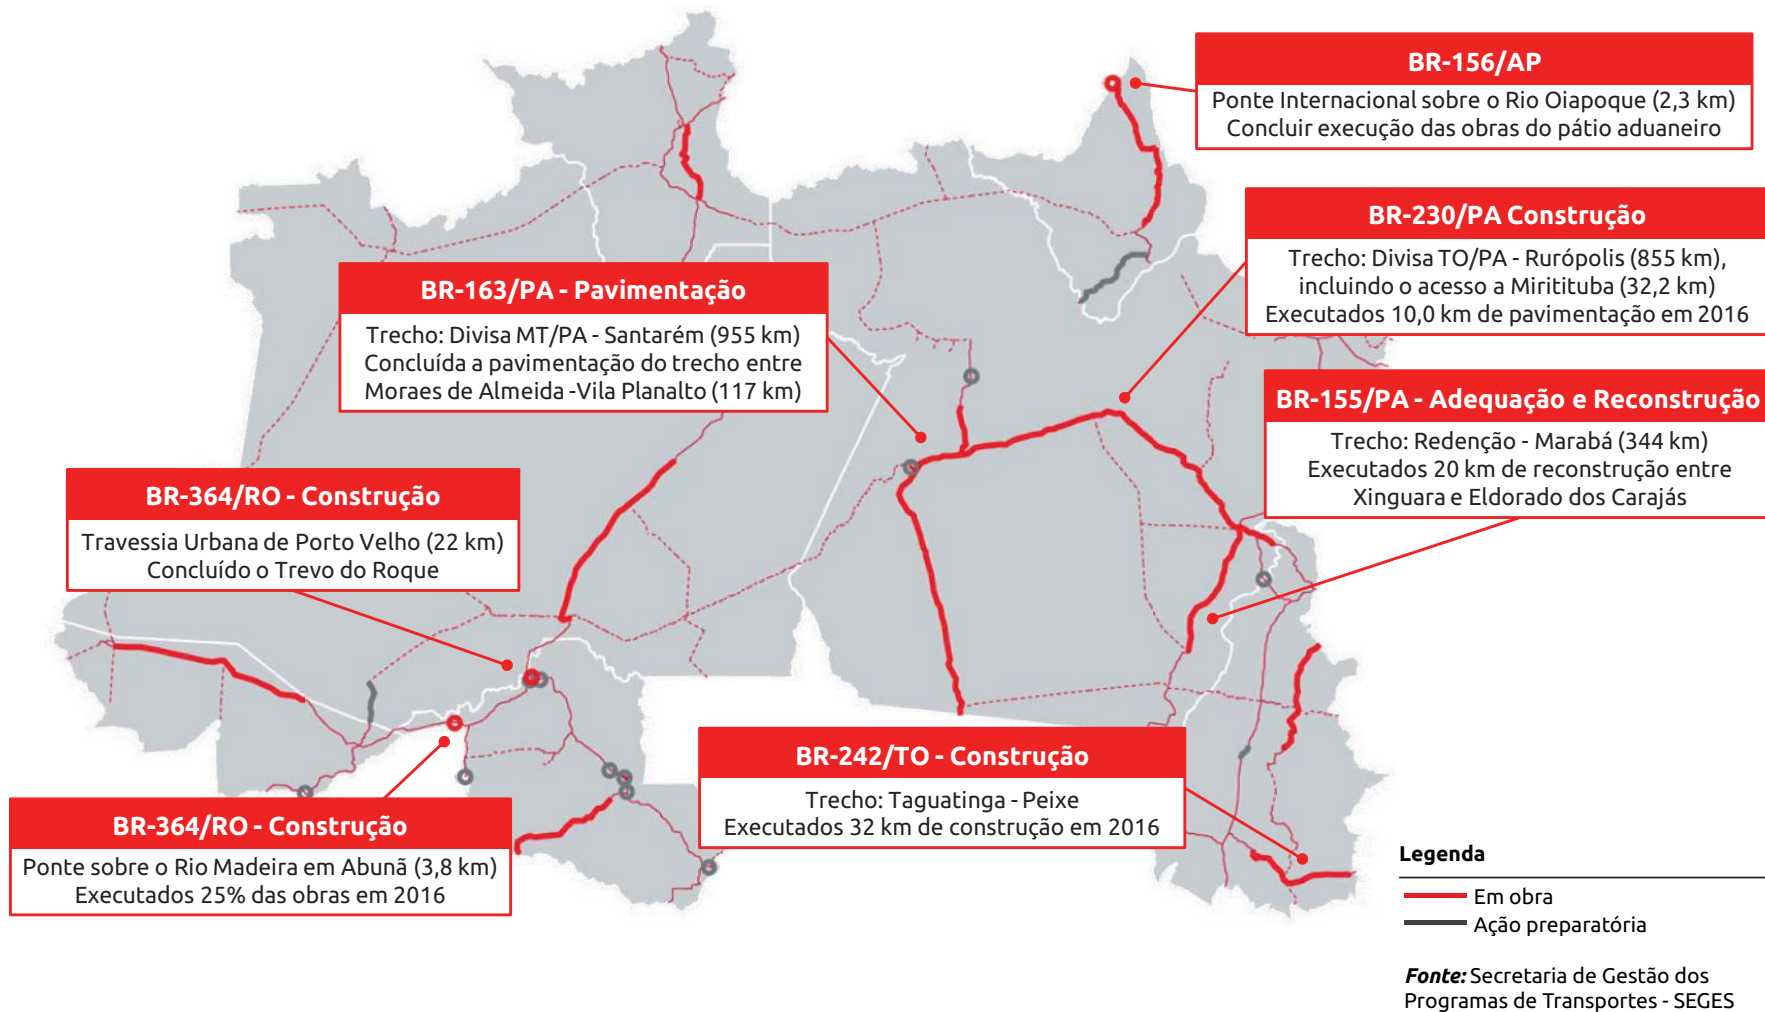 BR-156/AP
Ponte Internacional sobre o Rio Oiapoque (2,3 km)
Concluir execução das obras do pátio aduaneiro
BR-230/PA Construção
Trecho: Divisa TO/PA - Rurópolis (855 km),
incluindo o acesso a Miritituba (32,2 km)
Executados 10,0 km de pavimentação em 2016
BR-163/PA - Pavimentação
Trecho: Divisa MT/PA - Santarém (955 km)
Concluída a pavimentação do trecho entre
Moraes de Almeida -Vila Planalto (117 km)
BR-155/PA - Adequação e Reconstrução
Trecho: Redenção - Marabá (344 km)
Executados 20 km de reconstrução entre
Xinguara e Eldorado dos Carajás
BR-364/RO - Construção
Travessia Urbana de Porto Velho (22 km)
Concluído o Trevo do Roque
BR-242/TO - Construção
Trecho: Taguatinga - Peixe
Executados 32 km de construção em 2016
BR-364/RO - Construção
Ponte sobre o Rio Madeira em Abunã (3,8 km)
Executados 25% das obras em 2016
Legenda
Em obra
Ação preparatória
Fonte: Secretaria de Gestão dos
Programas de Transportes - SEGES